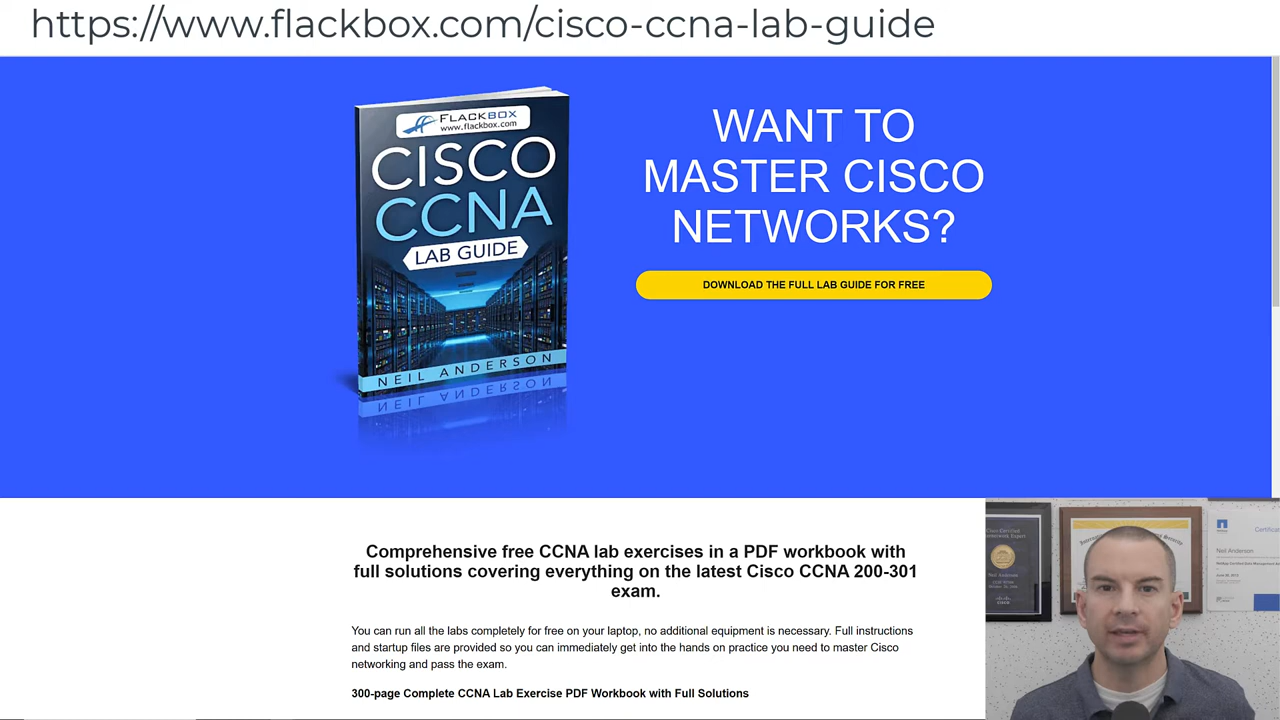 https://www.flackbox.com/cisco-ccna-lab-guide
FLACKBOX
www.flackbox.com
CISCO
CCNA
LAB GUIDE
NEIL ANDERSON
WANT TO
MASTER CISCO
NETWORKS?
DOWNLOAD THE FULL LAB GUIDE FOR FREE
Comprehensive free CCNA lab exercises in a PDF workbook with
full solutions covering everything on the latest Cisco CCNA 200-301
exam.
You can run all the labs completely for free on your laptop, no additional equipment is necessary. Full instructions
and startup files are provided so you can immediately get into the hands on practice you need to master Cisco
networking and pass the exam.
300-page Complete CCNA Lab Exercise PDF Workbook with Full Solutions
Neil Anderson